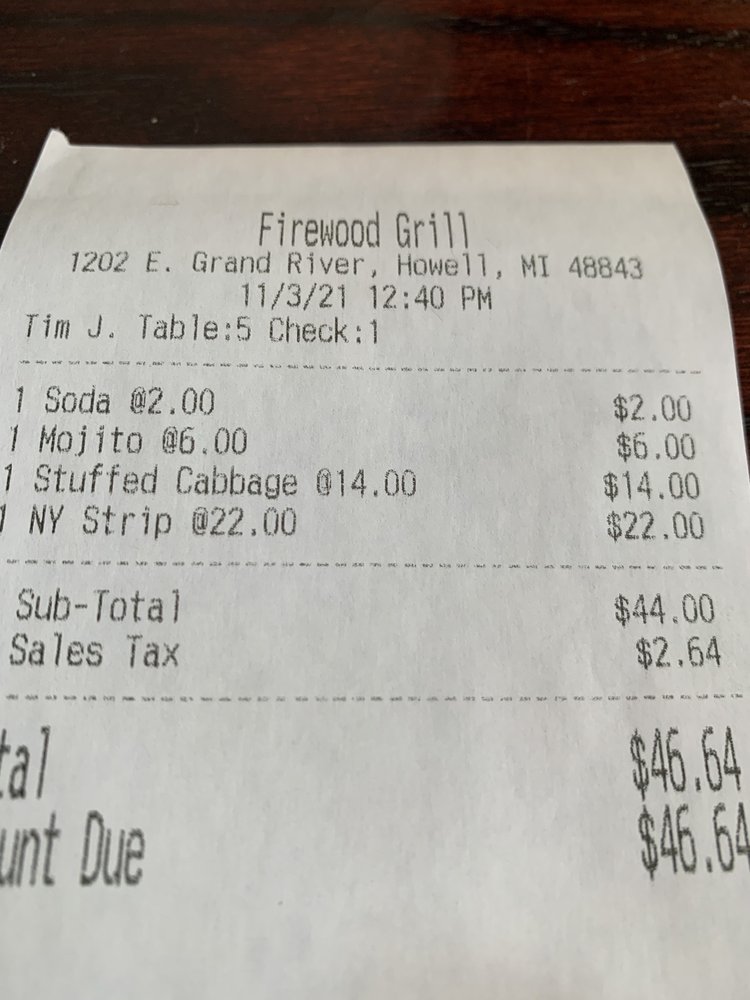 Firewood Grill
1202 E. Grand River, Howell, MI 48843
11/3/21 12:40 PM
Tim J. Table:5 Check:1
1 Soda @2.00 $2.00
1 Mojito @6.00 $6.00
1 Stuffed Cabbage @14.00 $14.00
1 NY Strip @22.00 $22.00
Sub-Total $44.00
Sales Tax $2.64
tal $46.64
unt Due $46.64